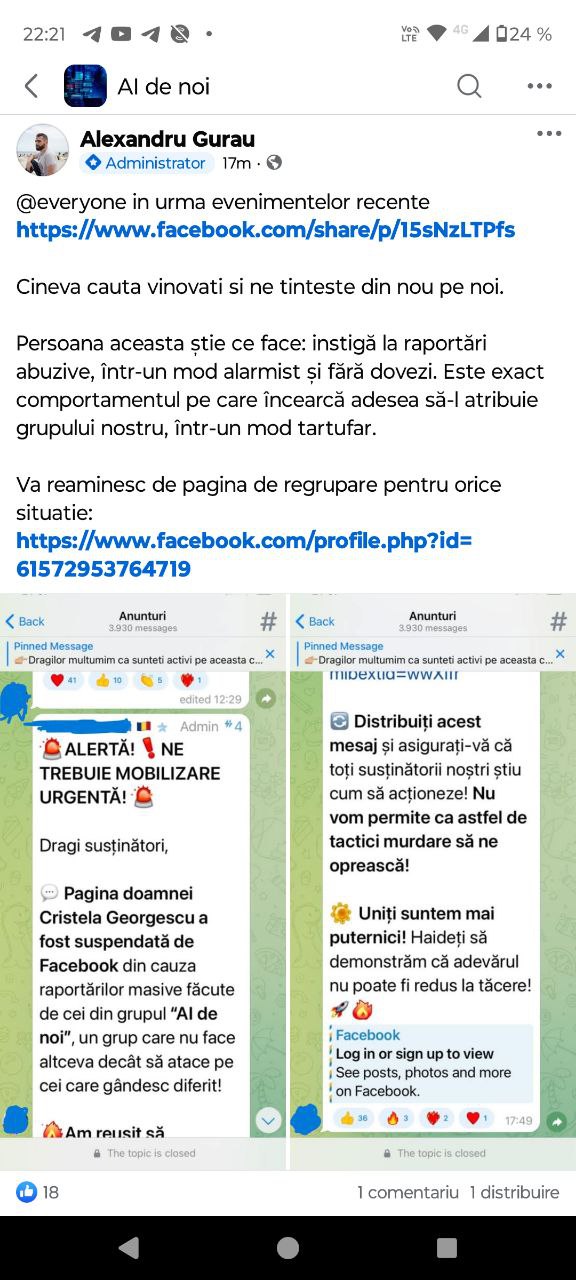 22:21
Vo))
LTE
4G
24 %
AI de noi
Alexandru Gurau
Administrator 17m ·
@everyone in urma evenimentelor recente
https://www.facebook.com/share/p/15sNzLTPfs
Cineva cauta vinovati si ne tinteste din nou pe noi.
Persoana aceasta știe ce face: instigă la raportări
abuzive, într-un mod alarmist și fără dovezi. Este exact
comportamentul pe care încearcă adesea să-l atribuie
grupului nostru, într-un mod tartufar.
Va reaminesc de pagina de regrupare pentru orice
situatie:
https://www.facebook.com/profile.php?id=
61572953764719
Back
Anunturi
3.930 messages
#
Pinned Message
👉🏼Dragilor multumim ca sunteti activi pe aceasta c...
❤️ 41 👍 10 👏 5 ❤️‍🔥 1
edited 12:29
🇷🇴 Admin #4
🚨ALERTĂ! ❗NE
TREBUIE MOBILIZARE
URGENTĂ! 🚨
Dragi susținători,
💬 Pagina doamnei
Cristela Georgescu a
fost suspendată de
Facebook din cauza
raportărilor masive făcute
de cei din grupul “AI de
noi”, un grup care nu face
altceva decât să atace pe
cei care gândesc diferit!
🔥Am reușit să
The topic is closed
Back
Anunturi
3.930 messages
#
Pinned Message
👉🏼Dragilor multumim ca sunteti activi pe aceasta c...
mibextid=wwXIfr
🔄 Distribuiți acest
mesaj și asigurați-vă că
toți susținătorii noștri știu
cum să acționeze! Nu
vom permite ca astfel de
tactici murdare să ne
oprească!
🌞 Uniți suntem mai
puternici! Haideți să
demonstrăm că adevărul
nu poate fi redus la tăcere!
🚀🔥
Facebook
Log in or sign up to view
See posts, photos and more
on Facebook.
👍 36 🔥 3 ❤️‍🔥 2 ❤️ 1 17:49
The topic is closed
18
1 comentariu 1 distribuire